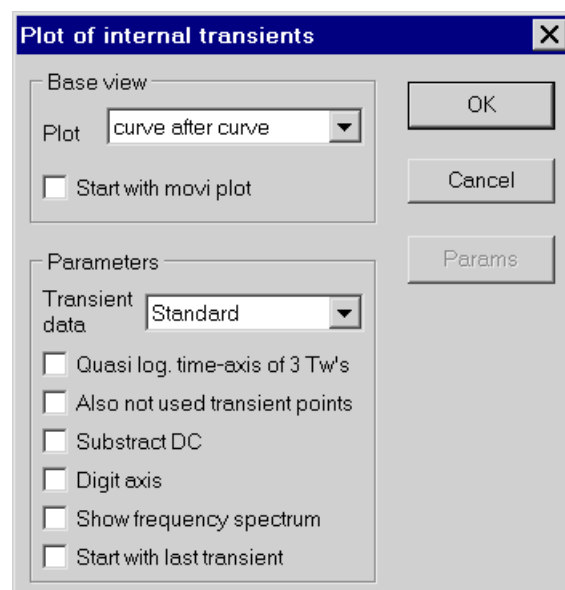 Plot of internal transients
Base view
Plot
curve after curve
Start with movi plot
OK
Cancel
Params
Parameters
Transient
data
Standard
Quasi log. time-axis of 3 Tw's
Also not used transient points
Substract DC
Digit axis
Show frequency spectrum
Start with last transient